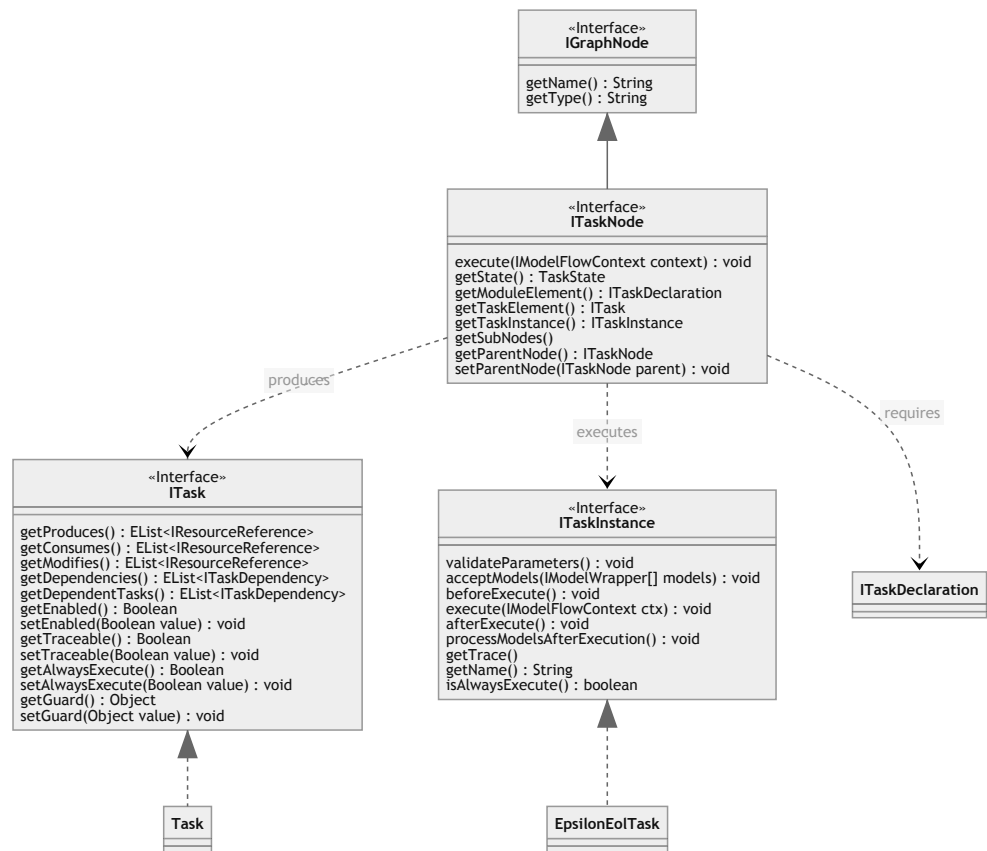 «Interface»
IGraphNode
getName() : String
getType() : String
«Interface»
ITaskNode
execute(IModelFlowContext context) : void
getState() : TaskState
getModuleElement() : ITaskDeclaration
getTaskElement() : ITask
getTaskInstance() : ITaskInstance
getSubNodes()
getParentNode() : ITaskNode
setParentNode(ITaskNode parent) : void
produces
executes
requires
«Interface»
ITask
getProduces() : EList<IResourceReference>
getConsumes() : EList<IResourceReference>
getModifies() : EList<IResourceReference>
getDependencies() : EList<ITaskDependency>
getDependentTasks() : EList<ITaskDependency>
getEnabled() : Boolean
setEnabled(Boolean value) : void
getTraceable() : Boolean
setTraceable(Boolean value) : void
getAlwaysExecute() : Boolean
setAlwaysExecute(Boolean value) : void
getGuard() : Object
setGuard(Object value) : void
«Interface»
ITaskInstance
validateParameters() : void
acceptModels(IModelWrapper[] models) : void
beforeExecute() : void
execute(IModelFlowContext ctx) : void
afterExecute() : void
processModelsAfterExecution() : void
getTrace()
getName() : String
isAlwaysExecute() : boolean
ITaskDeclaration
Task
EpsilonEolTask